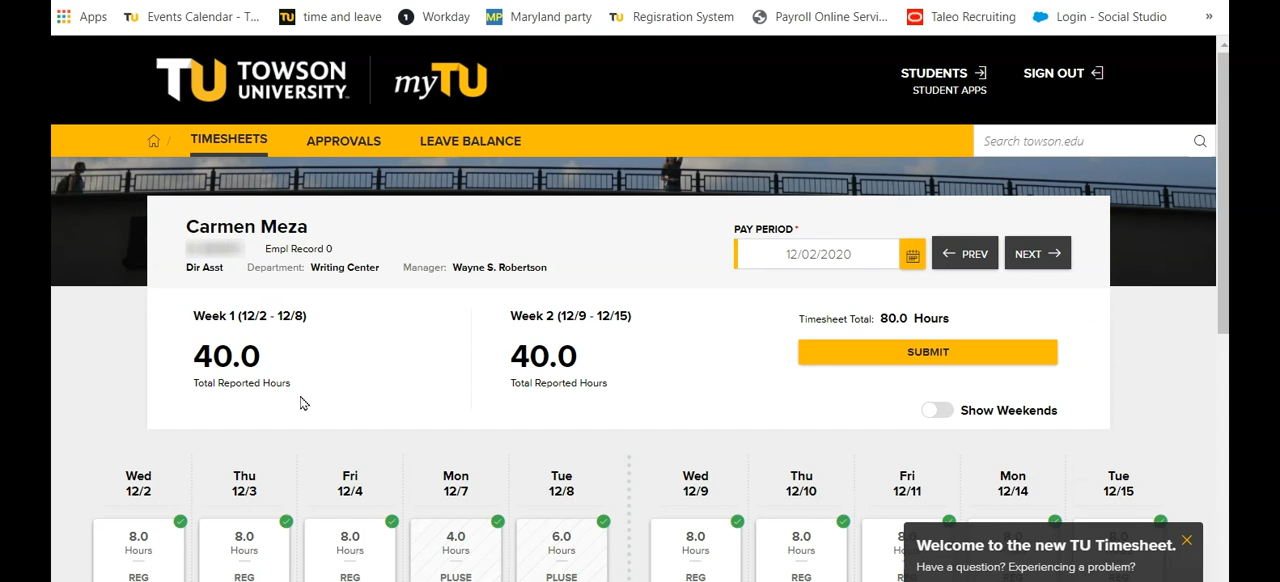 Apps TU Events Calendar - T... TU time and leave 1 Workday MP Maryland party TU Regisration System Payroll Online Servi... Taleo Recruiting Login - Social Studio »
TU TOWSON UNIVERSITY. myTU
STUDENTS SIGN OUT
STUDENT APPS
/ TIMESHEETS APPROVALS LEAVE BALANCE Search towson.edu
Carmen Meza
PAY PERIOD*
Empl Record 0
12/02/2020 PREV NEXT
Dir Asst Department: Writing Center Manager: Wayne S. Robertson
Week 1 (12/2 - 12/8) Week 2 (12/9 - 12/15) Timesheet Total: 80.0 Hours
40.0 40.0 SUBMIT
Total Reported Hours Total Reported Hours
Show Weekends
Wed Thu Fri Mon Tue Wed Thu Fri Mon Tue
12/2 12/3 12/4 12/7 12/8 12/9 12/10 12/11 12/14 12/15
8.0 8.0 8.0 4.0 6.0 8.0 8.0
Hours Hours Hours Hours Hours Hours Hours
REG REG REG PLUSE PLUSE REG REG
Welcome to the new TU Timesheet.
Have a question? Experiencing a problem?